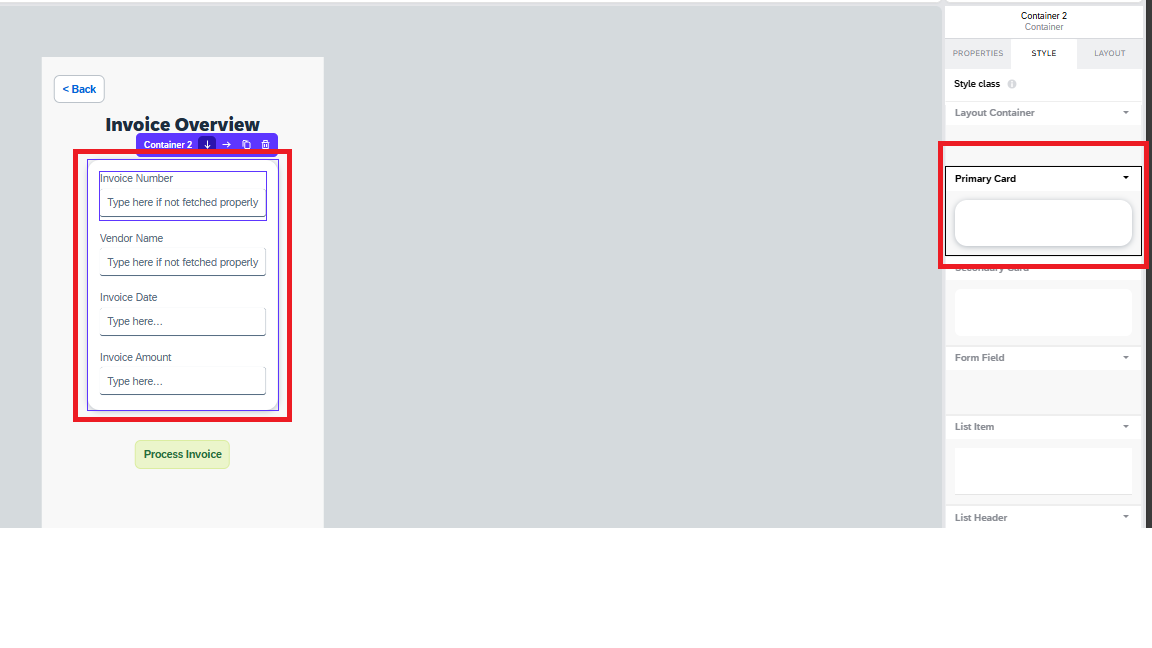 < Back
Invoice Overview
Container 2
Invoice Number
Type here if not fetched properly
Vendor Name
Type here if not fetched properly
Invoice Date
Type here...
Invoice Amount
Type here...
Process Invoice
Container 2
Container
PROPERTIES STYLE LAYOUT
Style class
Layout Container
Primary Card
Secondary Card
Form Field
List Item
List Header